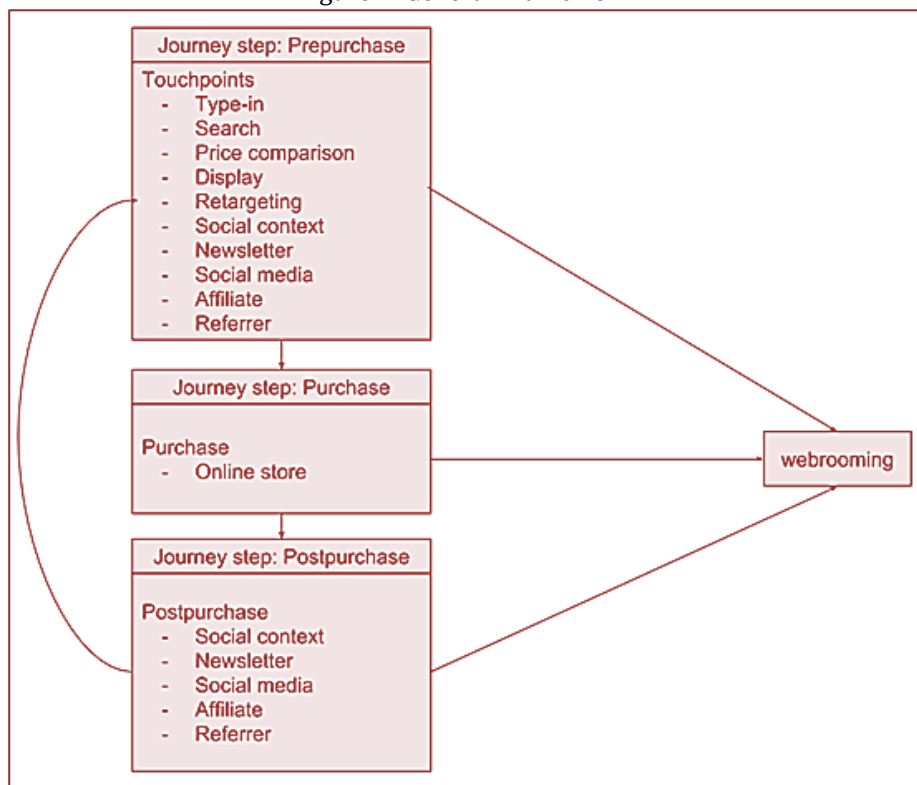 Journey step: Prepurchase
Touchpoints
- Type-in
- Search
- Price comparison
- Display
- Retargeting
- Social context
- Newsletter
- Social media
- Affiliate
- Referrer
Journey step: Purchase
Purchase
- Online store
webrooming
Journey step: Postpurchase
Postpurchase
- Social context
- Newsletter
- Social media
- Affiliate
- Referrer